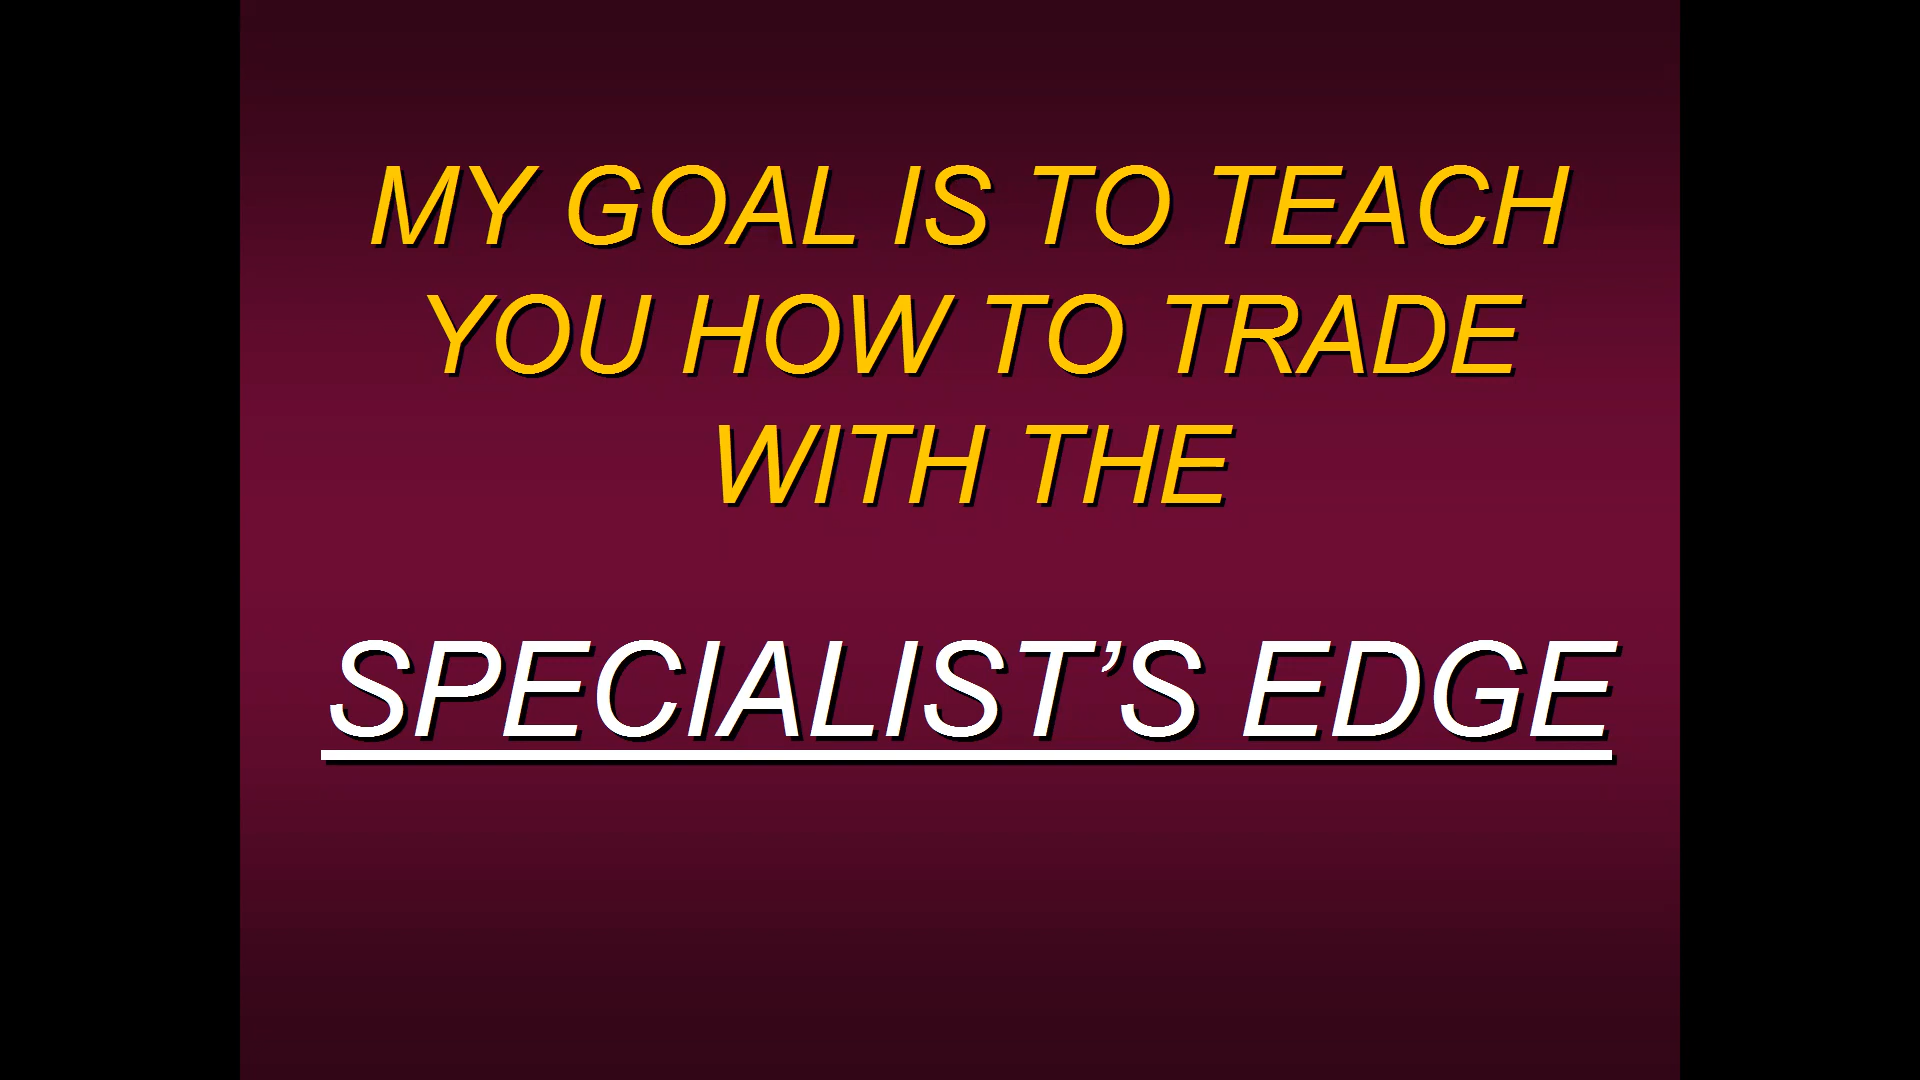 MY GOAL IS TO TEACH
YOU HOW TO TRADE
WITH THE
SPECIALIST’S EDGE